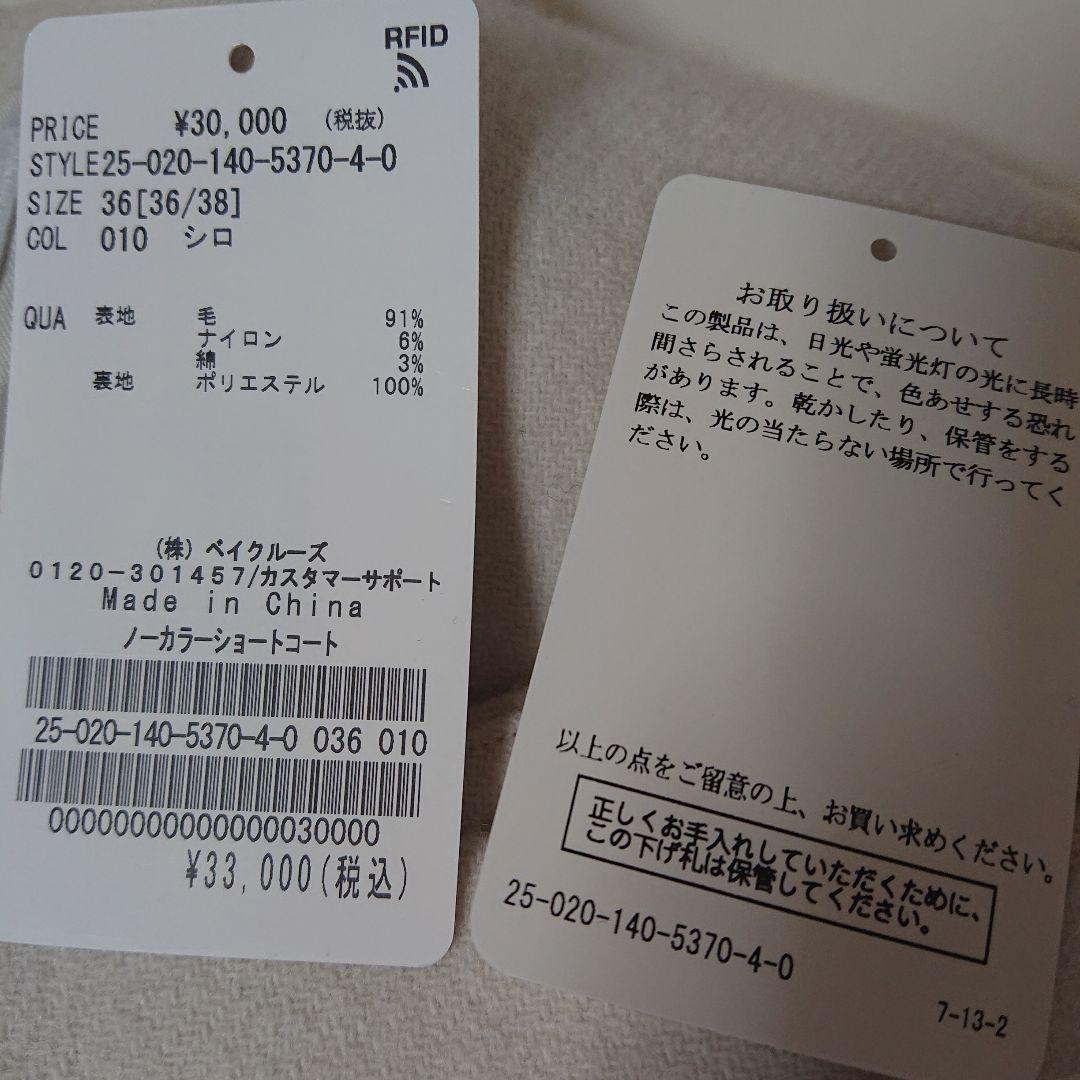 RFID
PRICE ¥30,000 (税抜)
STYLE25-020-140-5370-4-0
SIZE 36[36/38]
COL 010 シロ
QUA 表地 毛 91%
ナイロン 6%
綿 3%
裏地 ポリエステル 100%
(株) ベイクルーズ
0120-301457/カスタマーサポート
Made in China
ノーカラーショートコート
25-020-140-5370-4-0 036 010
00000000000000030000
¥33,000(税込)
お取り扱いについて
この製品は、日光や蛍光灯の光に長時
間さらされることで、色あせする恐れ
があります。乾かしたり、保管をする
際は、光の当たらない場所で行ってく
ださい。
以上の点をご留意の上、お買い求めください。
正しくお手入れしていただくために、
この下げ札は保管してください。
25-020-140-5370-4-0
7-13-2